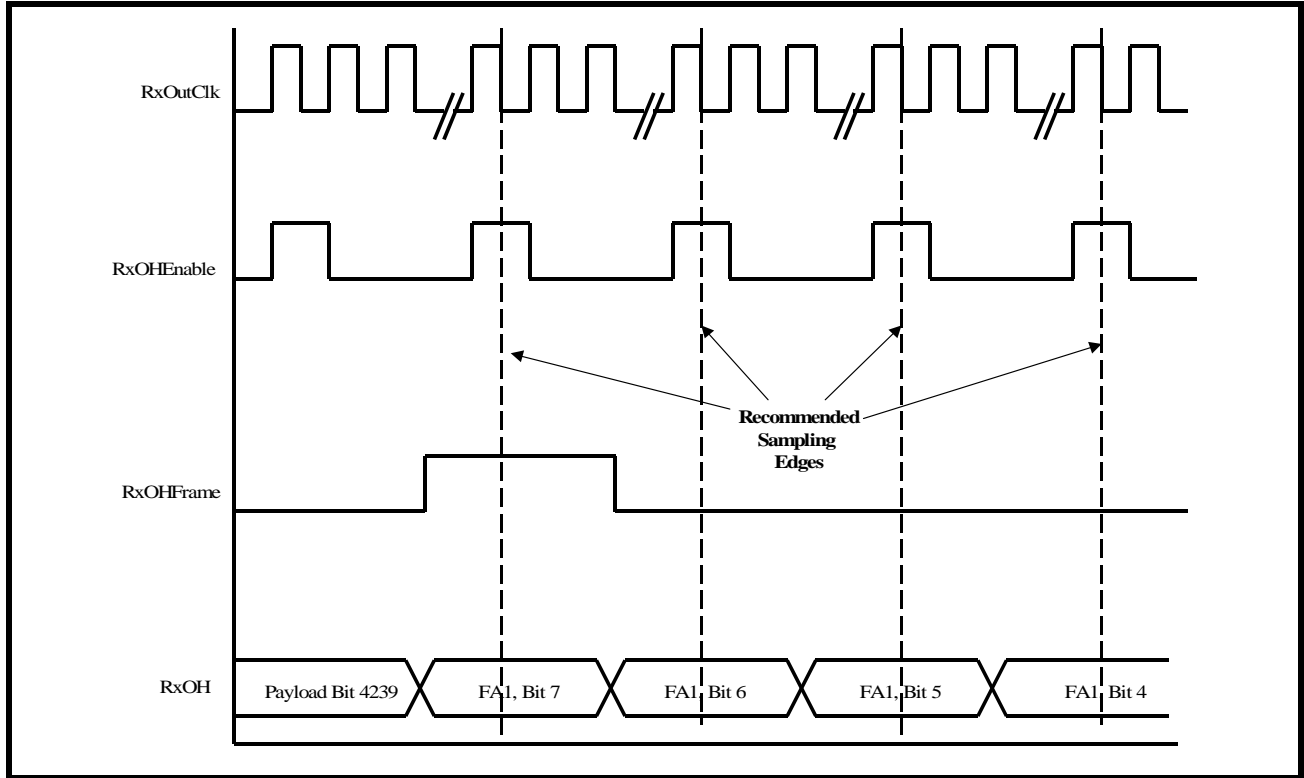 RxOutClk
RxOHEnable
Recommended
Sampling
Edges
RxOHFrame
RxOH
Payload Bit 4239
FA1, Bit 7
FA1, Bit 6
FA1, Bit 5
FA1, Bit 4